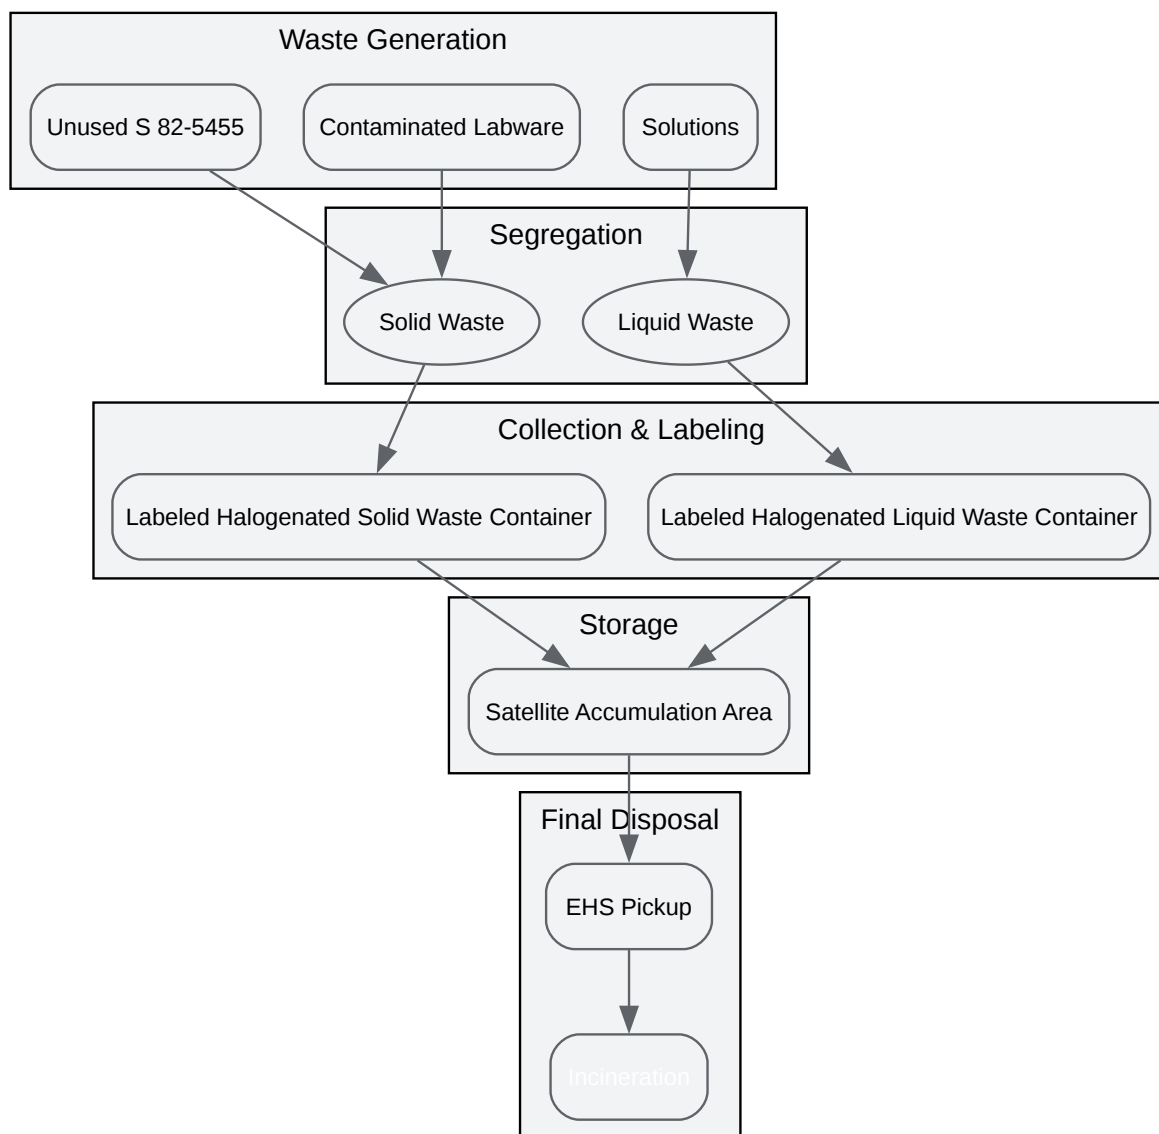 Waste Generation
Unused S 82-5455
Contaminated Labware
Solutions
Segregation
Solid Waste
Liquid Waste
Collection & Labeling
Labeled Halogenated Solid Waste Container
Labeled Halogenated Liquid Waste Container
Storage
Satellite Accumulation Area
Final Disposal
EHS Pickup
Incineration